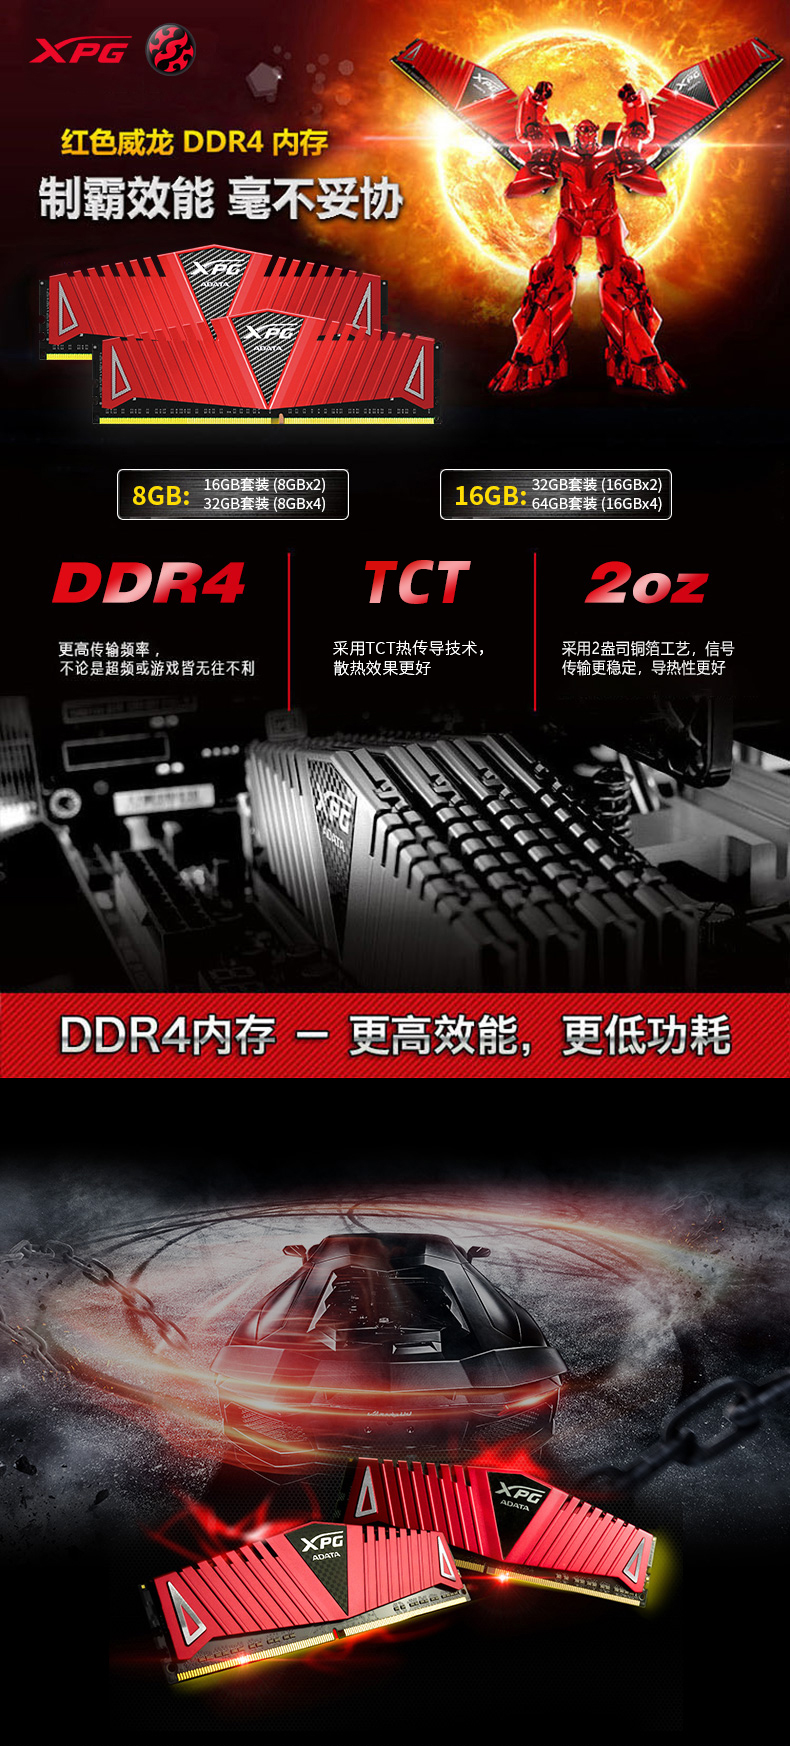 XPG
红色威龙 DDR4 内存
制霸效能 毫不妥协
XPG
ADATA
XPG
ADATA
XPG
XPG
8GB:
16GB套装 (8GBx2)
32GB套装 (8GBx4)
16GB:
32GB套装 (16GBx2)
64GB套装 (16GBx4)
DDR4
更高传输频率，
不论是超频或游戏皆无往不利
TCT
采用TCT热传导技术，
散热效果更好
2oz
采用2盎司铜箔工艺，信号
传输更稳定，导热性更好
XPG
ADATA
DDR4内存 － 更高效能，更低功耗
XPG
ADATA
XPG
ADATA